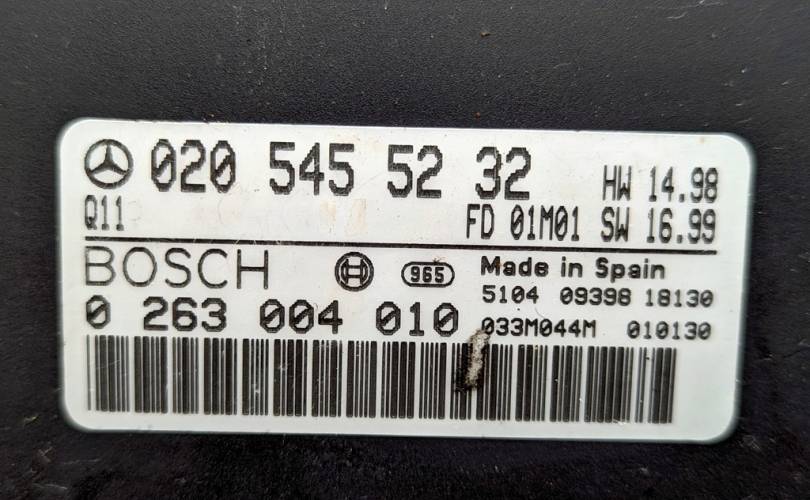 020 545 52 32 HW 14.98
Q11 FD 01M01 SW 16.99
BOSCH 965 Made in Spain
5104 09398 18130
0 263 004 010 033M044M 010130